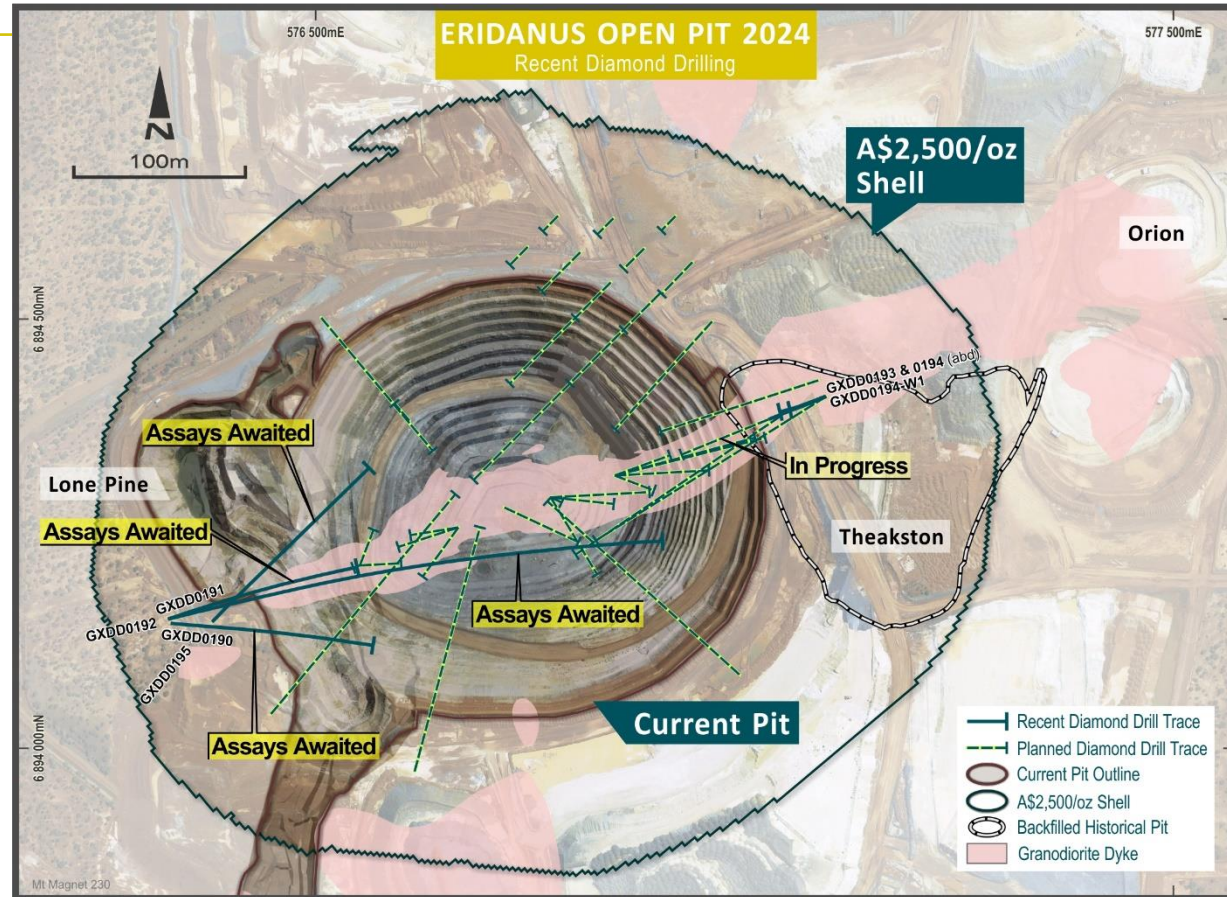 576 500mE
577 500mE
ERIDANUS OPEN PIT 2024
Recent Diamond Drilling
N
100m
A$2,500/oz
Shell
Orion
6 894 500mN
GXDD0193 & 0194 (abd)
GXDD0194-W1
Assays Awaited
In Progress
Lone Pine
Assays Awaited
Theakston
GXDD0191
Assays Awaited
GXDD0192
GXDD0190
GXDD0195
Current Pit
Assays Awaited
6 894 000mN
Recent Diamond Drill Trace
Planned Diamond Drill Trace
Current Pit Outline
A$2,500/oz Shell
Backfilled Historical Pit
Granodiorite Dyke
Mt Magnet 230